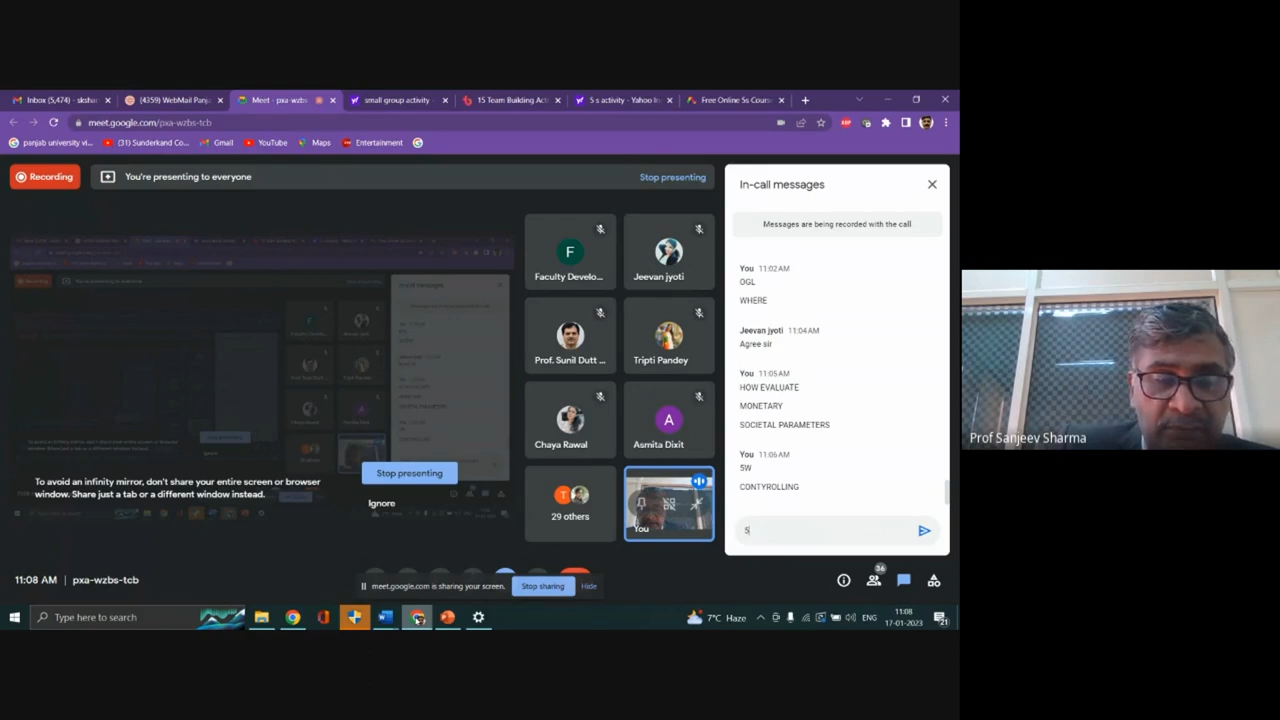 Inbox (5,474) - sksha
(4359) WebMail Panja
Meet - pxa-wzbs
small group activity -
15 Team Building Act
5 s activity - Yahoo In
Free Online 5s Cours
meet.google.com/pxa-wzbs-tcb
panjab university vi...
(31) Sunderkand Co...
Gmail
YouTube
Maps
Entertainment
Recording
You're presenting to everyone
Stop presenting
In-call messages
Messages are being recorded with the call
You 11:02 AM
OGL
WHERE
Jeevan jyoti 11:04 AM
Agree sir
You 11:05 AM
HOW EVALUATE
MONETARY
SOCIETAL PARAMETERS
You 11:06 AM
5W
CONTYROLLING
5
Faculty Develo...
Jeevan jyoti
Prof. Sunil Dutt ...
Tripti Pandey
Chaya Rawal
Asmita Dixit
29 others
You
To avoid an infinity mirror, don't share your entire screen or browser
window. Share just a tab or a different window instead.
Stop presenting
Ignore
11:08 AM | pxa-wzbs-tcb
meet.google.com is sharing your screen.
Stop sharing
Hide
36
Type here to search
7°C Haze
ENG
11:08
17-01-2023
21
Prof Sanjeev Sharma